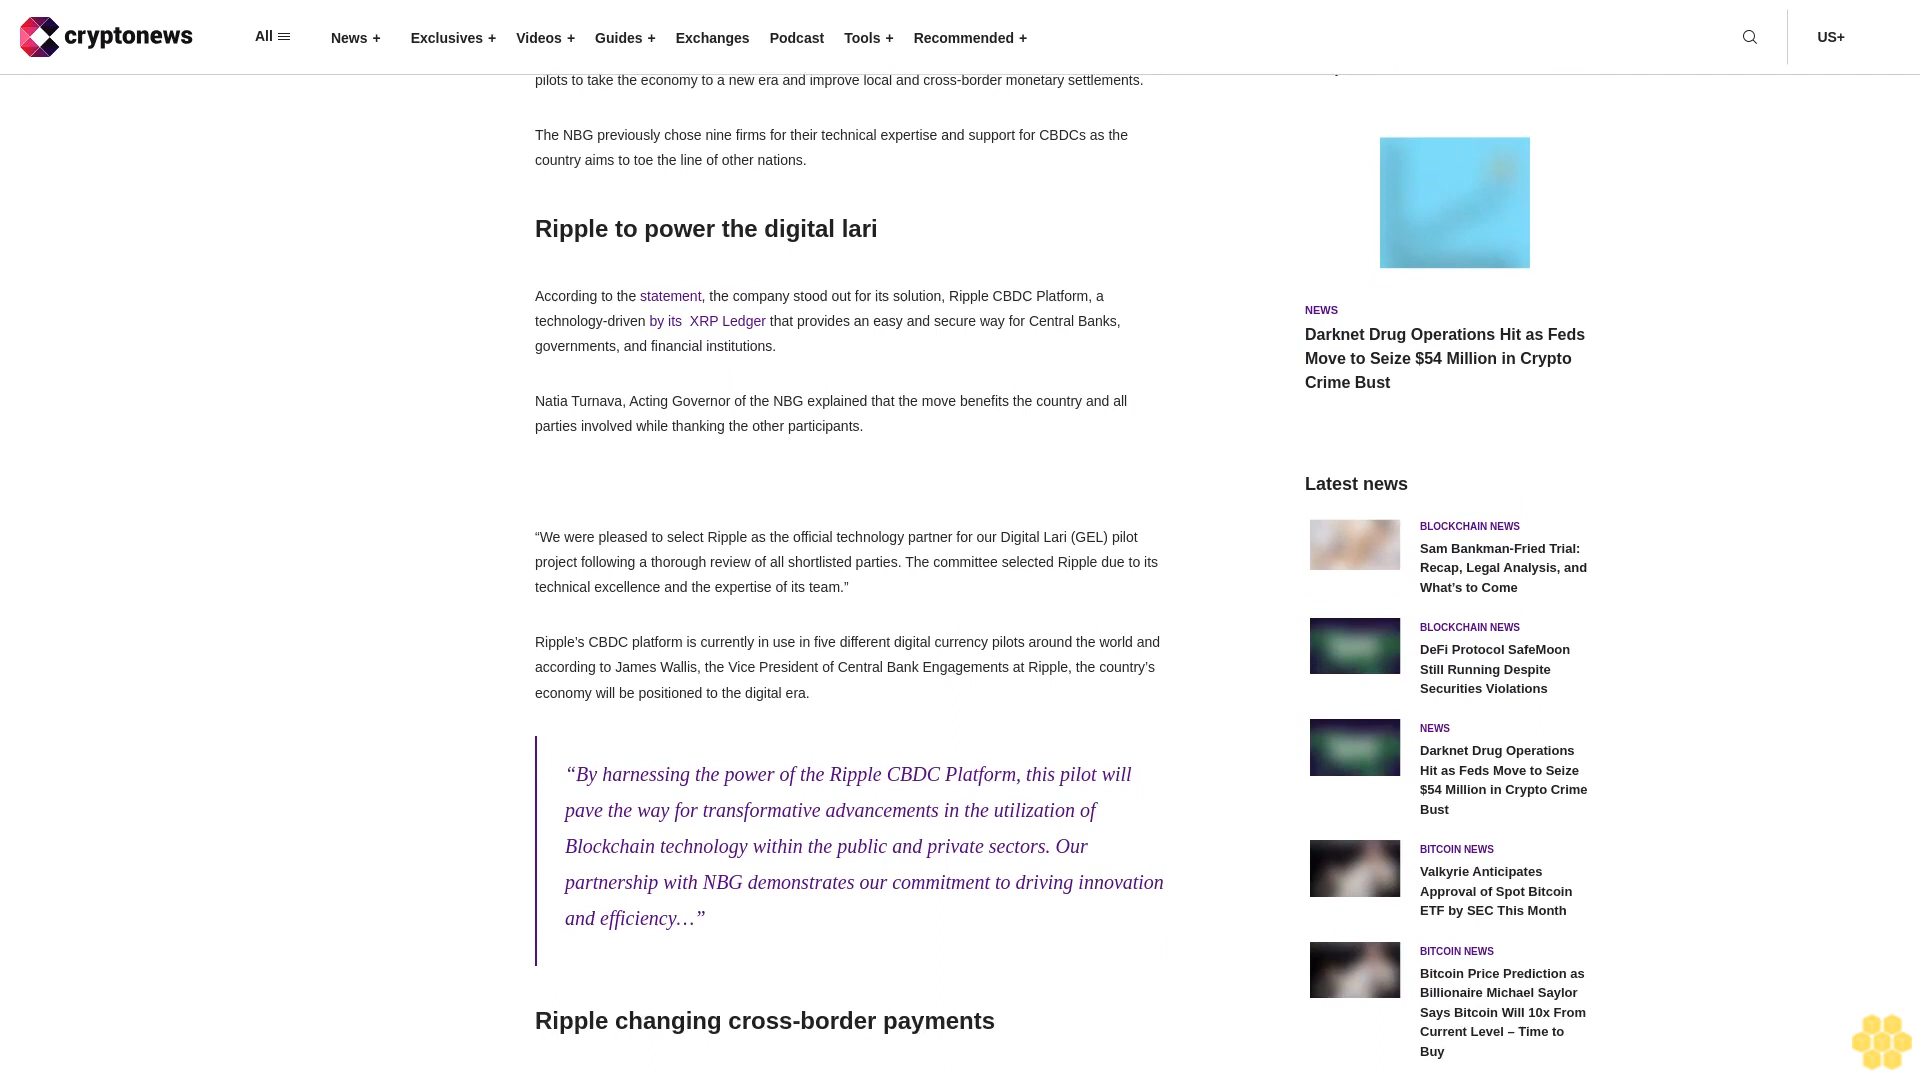 cryptonews
All
News +
Exclusives +
Videos +
Guides +
Exchanges
Podcast
Tools +
Recommended +
US+
pilots to take the economy to a new era and improve local and cross-border monetary settlements.
The NBG previously chose nine firms for their technical expertise and support for CBDCs as the
country aims to toe the line of other nations.
Ripple to power the digital lari
According to the statement, the company stood out for its solution, Ripple CBDC Platform, a
technology-driven by its  XRP Ledger that provides an easy and secure way for Central Banks,
governments, and financial institutions.
Natia Turnava, Acting Governor of the NBG explained that the move benefits the country and all
parties involved while thanking the other participants.
“We were pleased to select Ripple as the official technology partner for our Digital Lari (GEL) pilot
project following a thorough review of all shortlisted parties. The committee selected Ripple due to its
technical excellence and the expertise of its team.”
Ripple’s CBDC platform is currently in use in five different digital currency pilots around the world and
according to James Wallis, the Vice President of Central Bank Engagements at Ripple, the country’s
economy will be positioned to the digital era.
“By harnessing the power of the Ripple CBDC Platform, this pilot will
pave the way for transformative advancements in the utilization of
Blockchain technology within the public and private sectors. Our
partnership with NBG demonstrates our commitment to driving innovation
and efficiency…”
Ripple changing cross-border payments
NEWS
Darknet Drug Operations Hit as Feds
Move to Seize $54 Million in Crypto
Crime Bust
Latest news
BLOCKCHAIN NEWS
Sam Bankman-Fried Trial:
Recap, Legal Analysis, and
What’s to Come
BLOCKCHAIN NEWS
DeFi Protocol SafeMoon
Still Running Despite
Securities Violations
NEWS
Darknet Drug Operations
Hit as Feds Move to Seize
$54 Million in Crypto Crime
Bust
BITCOIN NEWS
Valkyrie Anticipates
Approval of Spot Bitcoin
ETF by SEC This Month
BITCOIN NEWS
Bitcoin Price Prediction as
Billionaire Michael Saylor
Says Bitcoin Will 10x From
Current Level – Time to
Buy